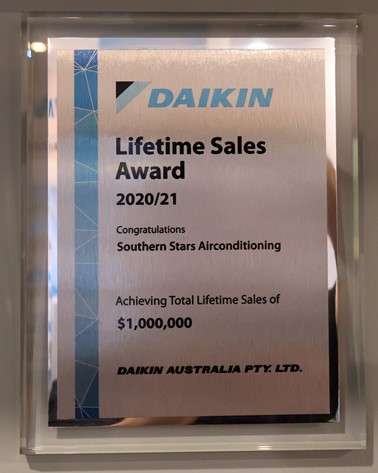 DAIKIN
Lifetime Sales
Award
2020/21
Congratulations
Southern Stars Airconditioning
Achieving Total Lifetime Sales of
$1,000,000
DAIKIN AUSTRALIA PTY. LTD.